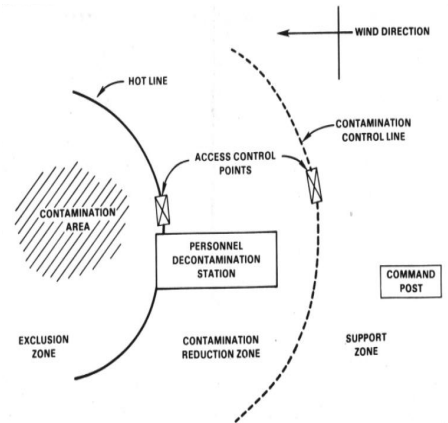 WIND DIRECTION
HOT LINE
CONTAMINATION
CONTROL LINE
ACCESS CONTROL
POINTS
CONTAMINATION
AREA
PERSONNEL
DECONTAMINATION
STATION
COMMAND
POST
EXCLUSION
ZONE
CONTAMINATION
REDUCTION ZONE
SUPPORT
ZONE